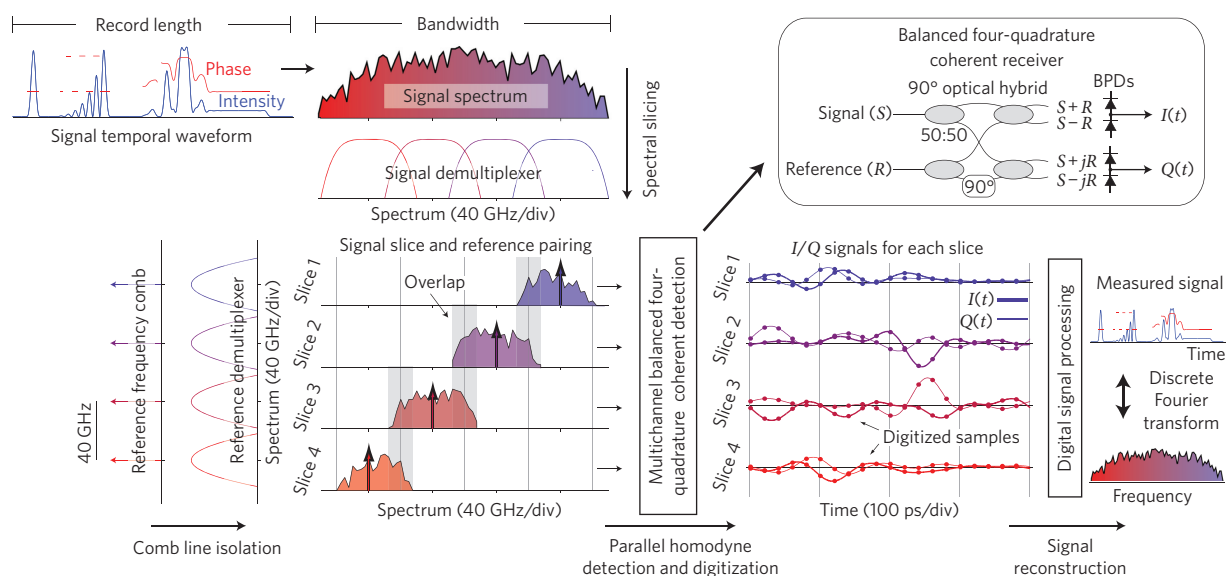 Record length
Bandwidth
Phase
Intensity
Signal temporal waveform
Signal spectrum
Spectral slicing
Signal demultiplexer
Spectrum (40 GHz/div)
Balanced four-quadrature
coherent receiver
90° optical hybrid
BPDs
Signal (S)
50:50
Reference (R)
90°
S+R
S−R
S+jR
S−jR
I(t)
Q(t)
40 GHz
Reference frequency comb
Reference demultiplexer
Spectrum (40 GHz/div)
Comb line isolation
Signal slice and reference pairing
Overlap
Slice 1
Slice 2
Slice 3
Slice 4
Spectrum (40 GHz/div)
Multichannel balanced four-
quadrature coherent detection
Parallel homodyne
detection and digitization
I/Q signals for each slice
Slice 1
I(t)
Q(t)
Slice 2
Slice 3
Digitized samples
Slice 4
Time (100 ps/div)
Digital signal processing
Measured signal
Time
Discrete
Fourier
transform
Frequency
Signal
reconstruction